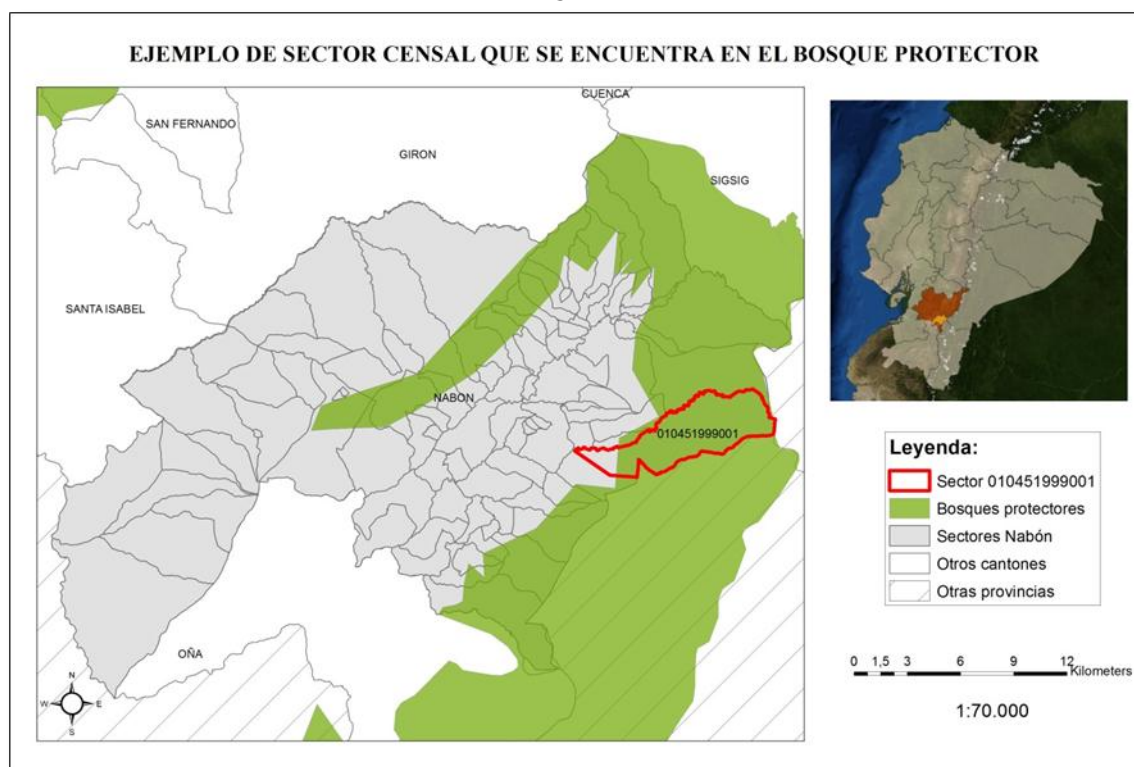 EJEMPLO DE SECTOR CENSAL QUE SE ENCUENTRA EN EL BOSQUE PROTECTOR
CUENCA
SAN FERNANDO
GIRON
SIGSIG
SANTA ISABEL
NABON
010451999001
OÑA
N
W E
S
Leyenda:
Sector 010451999001
Bosques protectores
Sectores Nabón
Otros cantones
Otras provincias
0 1,5 3 6 9 12
Kilometers
1:70.000